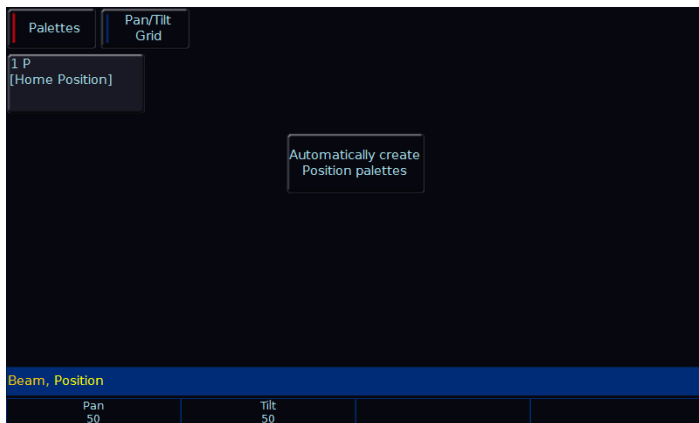 Palettes
Pan/Tilt
Grid
1 P
[Home Position]
Automatically create
Position palettes
Beam, Position
Pan
50
Tilt
50